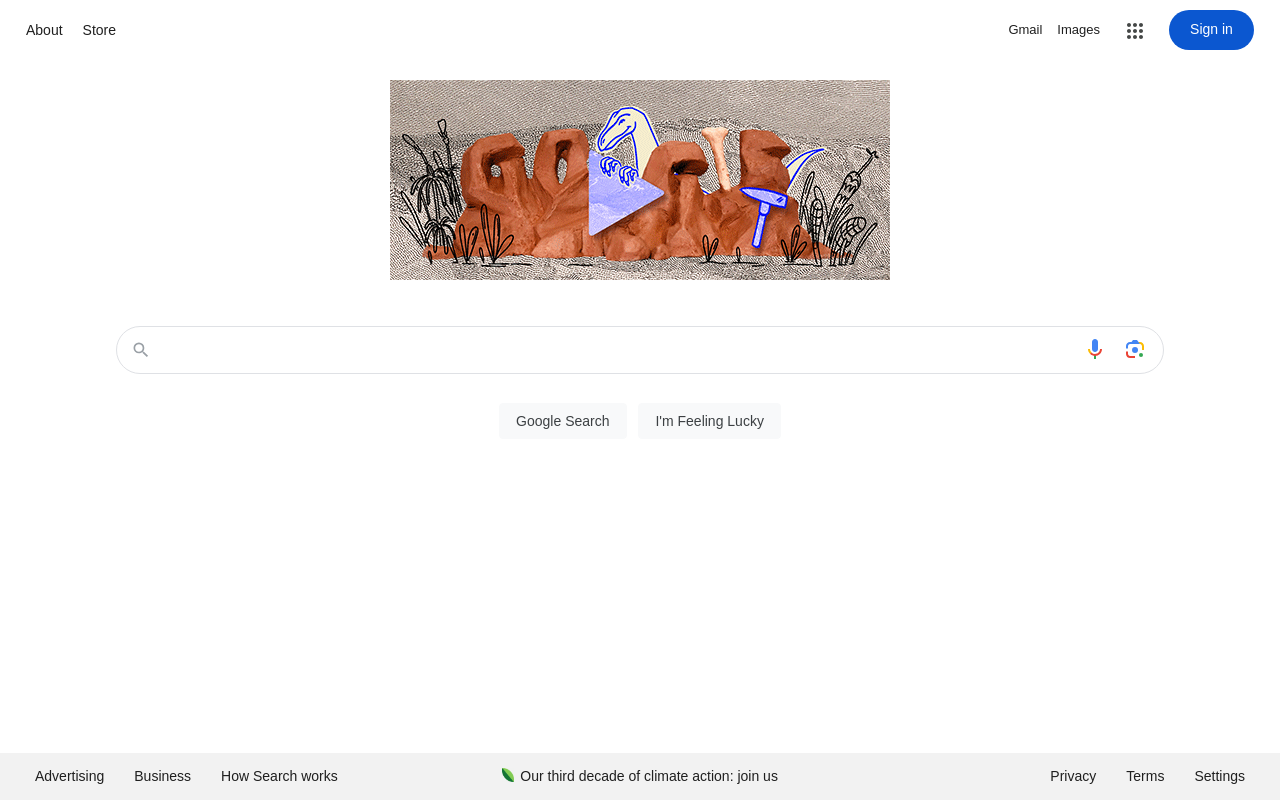 About Store Gmail Images Sign in
Google Search I'm Feeling Lucky
Advertising Business How Search works Our third decade of climate action: join us Privacy Terms Settings